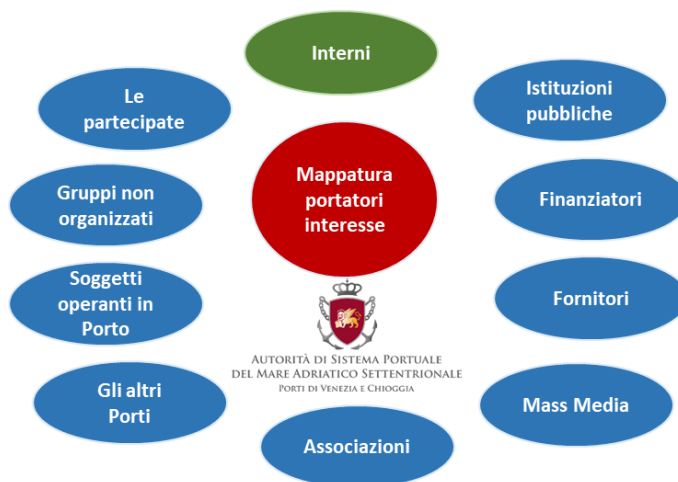 Interni
Le
partecipate
Istituzioni
pubbliche
Mappatura
portatori
interesse
Gruppi non
organizzati
Finanziatori
Soggetti
operanti in
Porto
Fornitori
AUTORITÀ DI SISTEMA PORTUALE
DEL MARE ADRIATICO SETTENTRIONALE
PORTI DI VENEZIA E CHIOGGIA
Gli altri
Porti
Mass Media
Associazioni